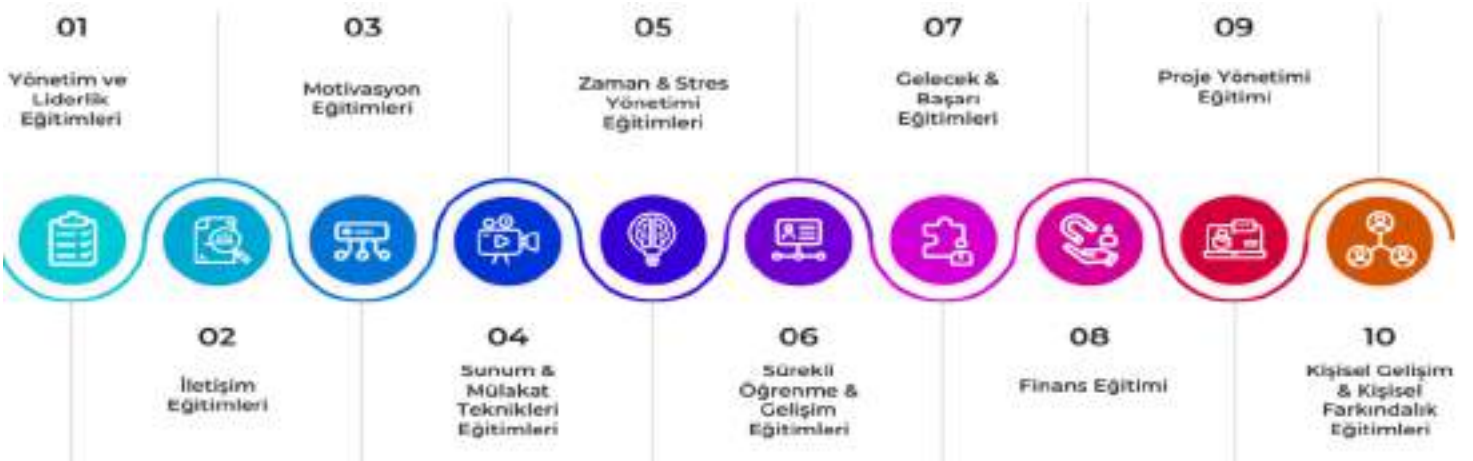 01
Yönetim ve
Liderlik
Eğitimleri
02
İletişim
Eğitimleri
03
Motivasyon
Eğitimleri
04
Sunum &
Mülakat
Teknikleri
Eğitimleri
05
Zaman & Stres
Yönetimi
Eğitimleri
06
Sürekli
Öğrenme &
Gelişim
Eğitimleri
07
Gelecek &
Başarı
Eğitimleri
08
Finans Eğitimi
09
Proje Yönetimi
Eğitimi
10
Kişisel Gelişim
& Kişisel
Farkındalık
Eğitimleri